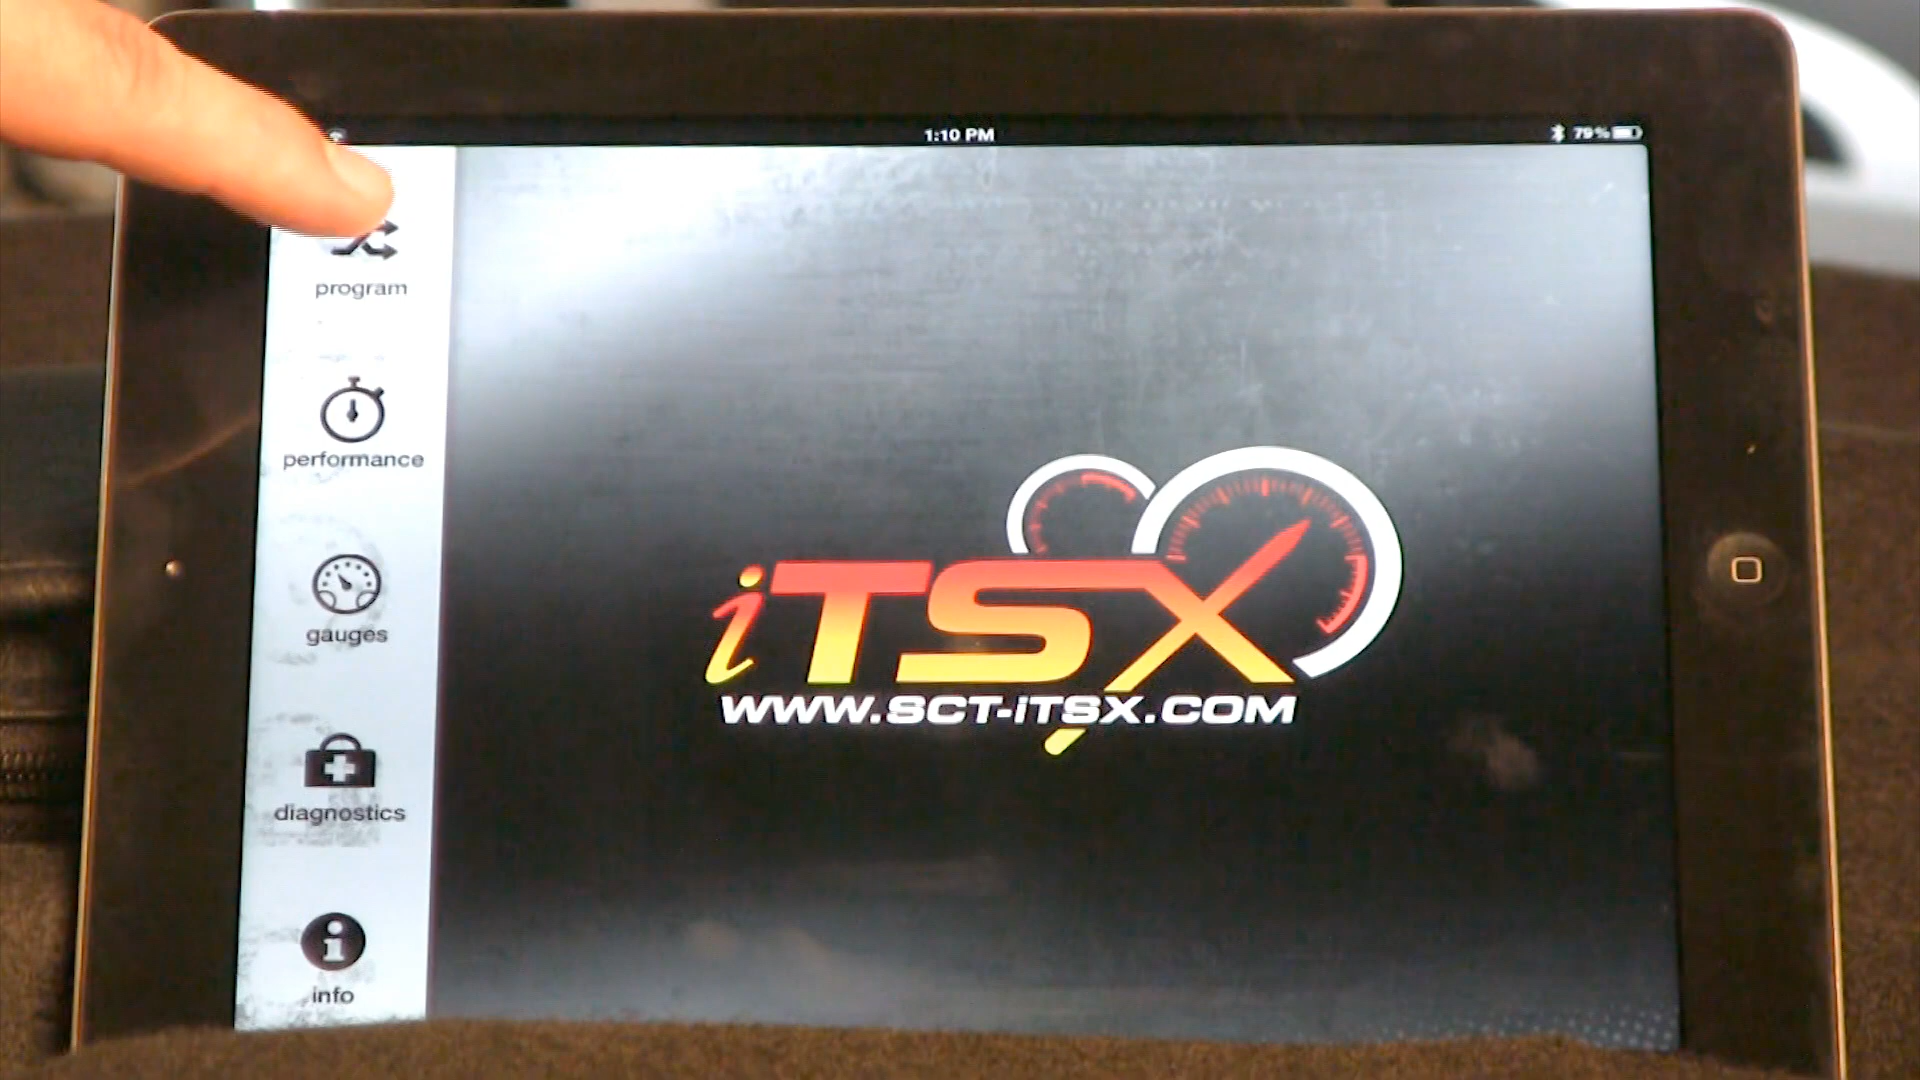 1:10 PM
79%
program
performance
gauges
diagnostics
info
iTSX
WWW.SCT-iTSX.COM